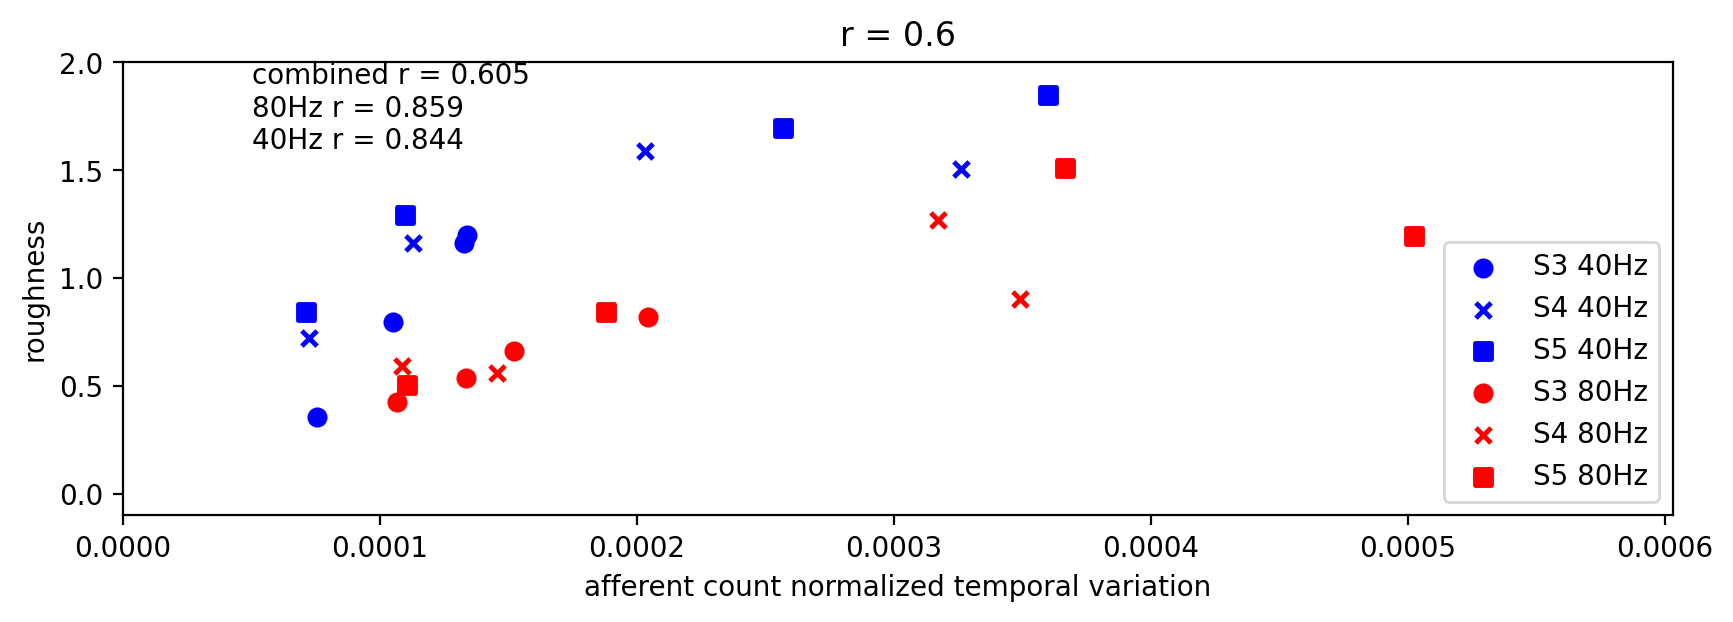 r = 0.6
combined r = 0.605
80Hz r = 0.859
40Hz r = 0.844
2.0
1.5
1.0
0.5
0.0
roughness
S3 40Hz
S4 40Hz
S5 40Hz
S3 80Hz
S4 80Hz
S5 80Hz
0.0000 0.0001 0.0002 0.0003 0.0004 0.0005 0.0006
afferent count normalized temporal variation